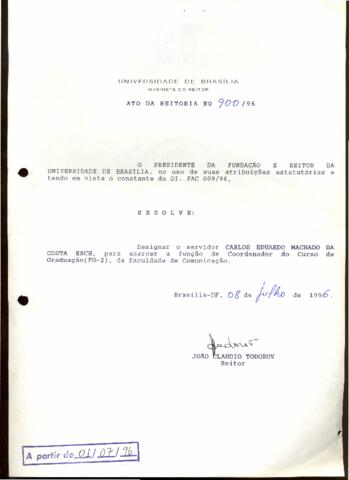 UNIVERSIDADE DE BRASÍLIA
GABINETE DO REITOR
ATO DA REITORIA Nº 900/96
O PRESIDENTE DA FUNDAÇÃO E REITOR DA
UNIVERSIDADE DE BRASÍLIA, no uso de suas atribuições estatutárias e
tendo em vista o constante do OI. FAC 009/96,
R E S O L V E:
Designar o servidor CARLOS EDUARDO MACHADO DA
COSTA ESCH, para exercer a função de Coordenador do Curso de
Graduação(FG-2), da Faculdade de Comunicação.
Brasília-DF, 08 de julho de 1996.
JOÃO CLAUDIO TODOROV
Reitor
A partir do 01/07/96